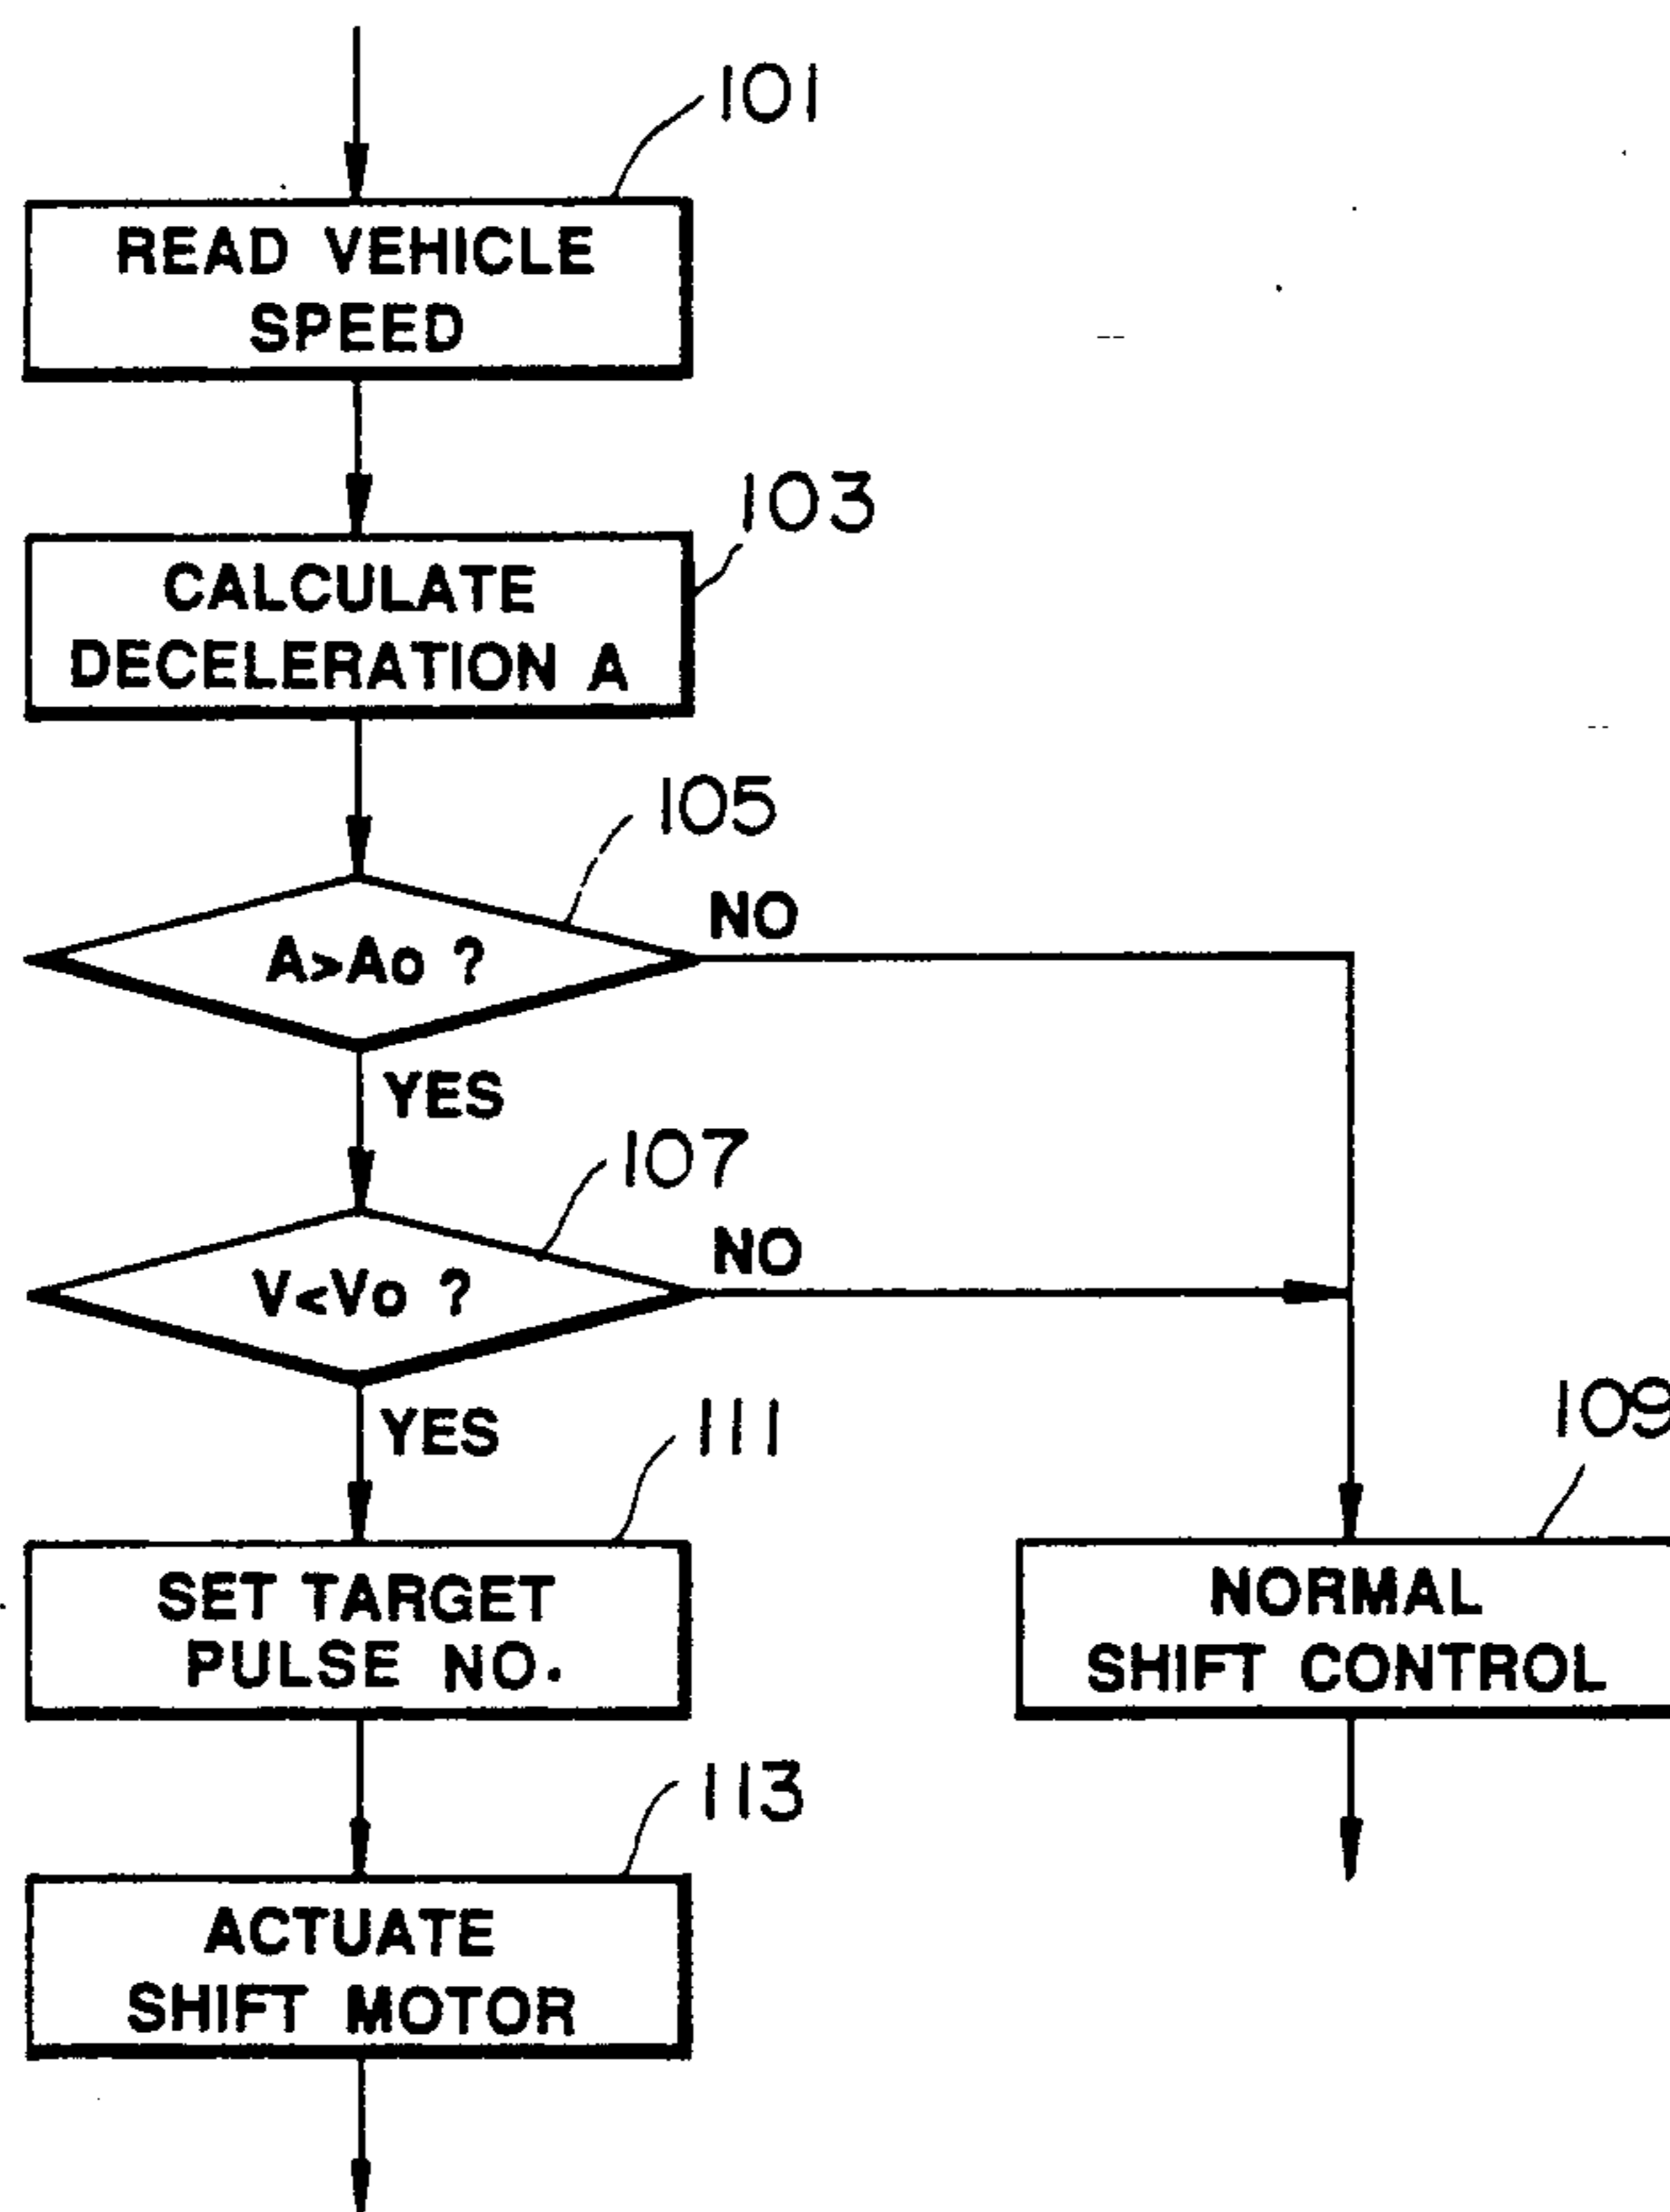 101
READ VEHICLE
SPEED
103
CALCULATE
DECELERATION A
105
A>Ao ?
NO
YES
107
V<Vo ?
NO
YES
111
SET TARGET
PULSE NO.
109
NORMAL
SHIFT CONTROL
113
ACTUATE
SHIFT MOTOR